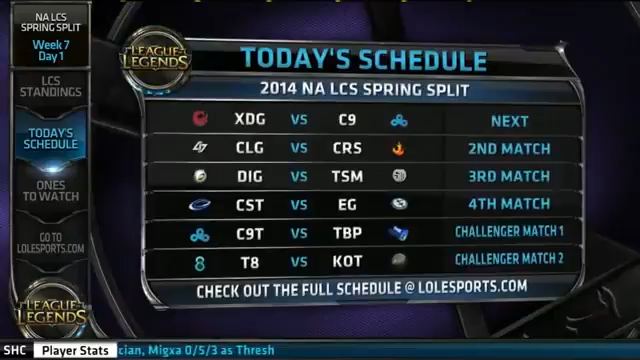 NA LCS
SPRING SPLIT
Week 7
Day 1
LCS
STANDINGS
TODAY'S
SCHEDULE
ONES
TO WATCH
GO TO
LOLESPORTS.COM
LEAGUE OF
LEGENDS
LEAGUE OF
LEGENDS
TODAY'S SCHEDULE
2014 NA LCS SPRING SPLIT
XDG VS C9 NEXT
CLG VS CRS 2ND MATCH
DIG VS TSM 3RD MATCH
CST VS EG 4TH MATCH
C9T VS TBP CHALLENGER MATCH 1
T8 VS KOT CHALLENGER MATCH 2
CHECK OUT THE FULL SCHEDULE @ LOLESPORTS.COM
SHC Player Stats cian, Migxa 0/5/3 as Thresh